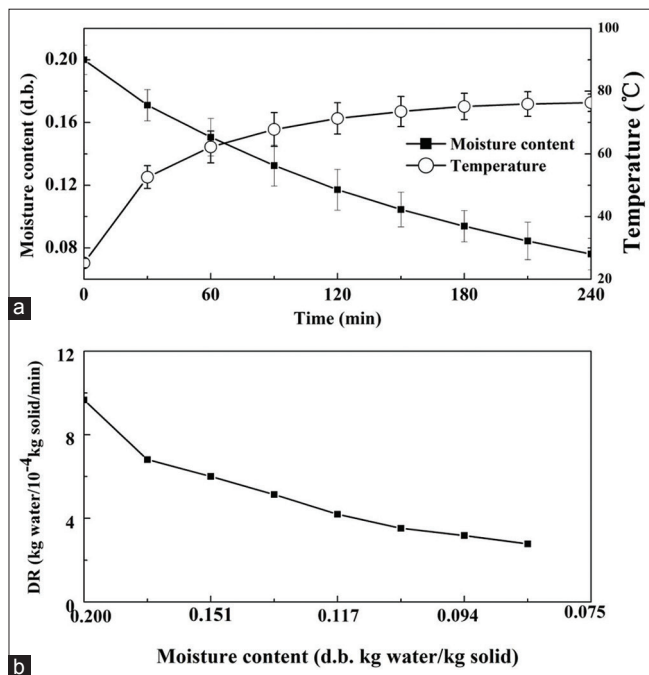 0.20
0.16
0.12
0.08
Moisture content (d.b.)
100
80
60
40
20
Temperature (℃)
Moisture content
Temperature
0 60 120 180 240
Time (min)
a
12
8
4
0
DR (kg water/10⁻⁴kg solid/min)
0.200 0.151 0.117 0.094 0.075
Moisture content (d.b. kg water/kg solid)
b